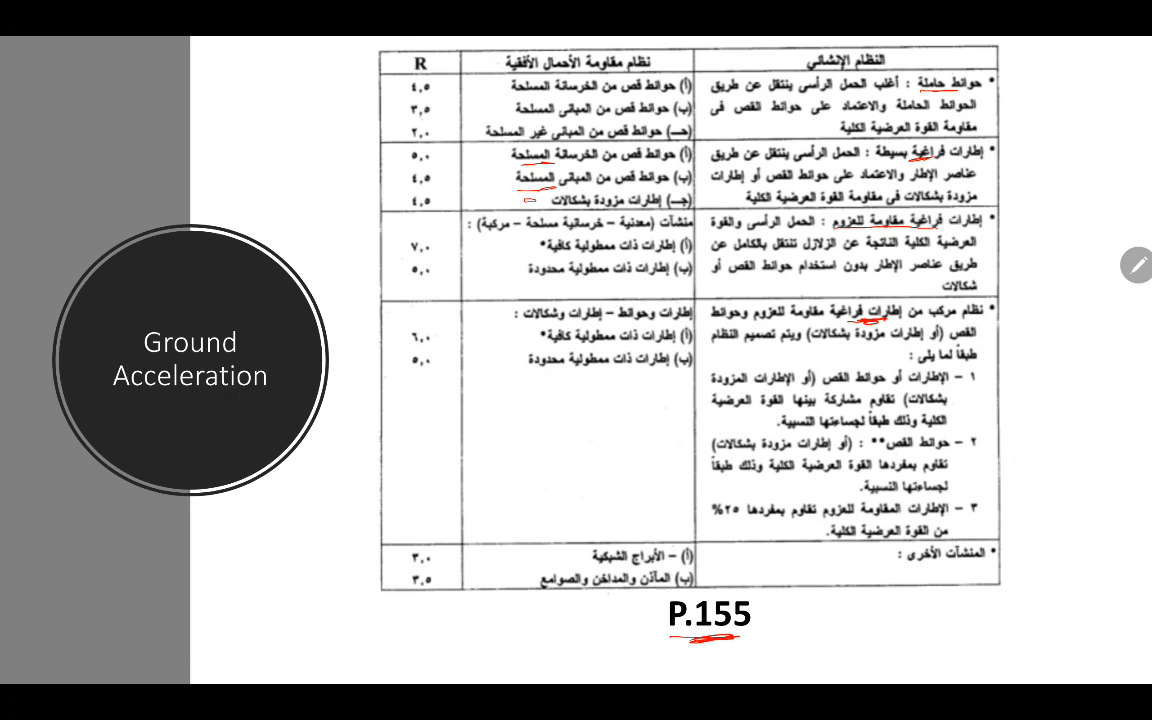 Ground
Acceleration
النظام الإنشائي
نظام مقاومة الأحمال الأفقية
R
• حوائط حاملة : أغلب الحمل الرأسى ينتقل عن طريق
الحوائط الحاملة والاعتماد على حوائط القص فى
مقاومة القوة العرضية الكلية
(أ) حوائط قص من الخرسانة المسلحة
(ب) حوائط قص من المبانى المسلحة
(جـ) حوائط قص من المبانى غير المسلحة
٤,٥
٣,٥
٢,٠
• إطارات فراغية بسيطة : الحمل الرأسى ينتقل عن طريق
عناصر الإطار والاعتماد على حوائط القص أو إطارات
مزودة بشكالات فى مقاومة القوة العرضية الكلية
(أ) حوائط قص من الخرسانة المسلحة
(ب) حوائط قص من المبانى المسلحة
(جـ) إطارات مزودة بشكالات
٥,٠
٤,٥
٤,٥
• إطارات فراغية مقاومة للعزوم : الحمل الرأسى والقوة
العرضية الكلية الناتجة عن الزلازل تنتقل بالكامل عن
طريق عناصر الإطار بدون استخدام حوائط القص أو
شكالات
منشآت (معدنية – خرسانية مسلحة – مركبة) :
(أ) إطارات ذات ممطولية كافية*
(ب) إطارات ذات ممطولية محدودة
٧,٠
٥,٠
• نظام مركب من إطارات فراغية مقاومة للعزوم وحوائط
القص (أو إطارات مزودة بشكالات) ويتم تصميم النظام
طبقاً لما يلى :
١ – الإطارات أو حوائط القص (أو الإطارات المزودة
بشكالات) تقاوم مشاركة بينها القوة العرضية
الكلية وذلك طبقاً لجساءتها النسبية.
٢ – حوائط القص** : (أو إطارات مزودة بشكالات)
تقاوم بمفردها القوة العرضية الكلية وذلك طبقاً
لجساءتها النسبية.
٣ – الإطارات المقاومة للعزوم تقاوم بمفردها ٢٥%
من القوة العرضية الكلية.
إطارات وحوائط – إطارات وشكالات :
(أ) إطارات ذات ممطولية كافية*
(ب) إطارات ذات ممطولية محدودة
٦,٠
٥,٠
• المنشآت الأخرى :
(أ) – الأبراج الشبكية
(ب) المآذن والمداخن والصوامع
٣,٠
٣,٥
P.155